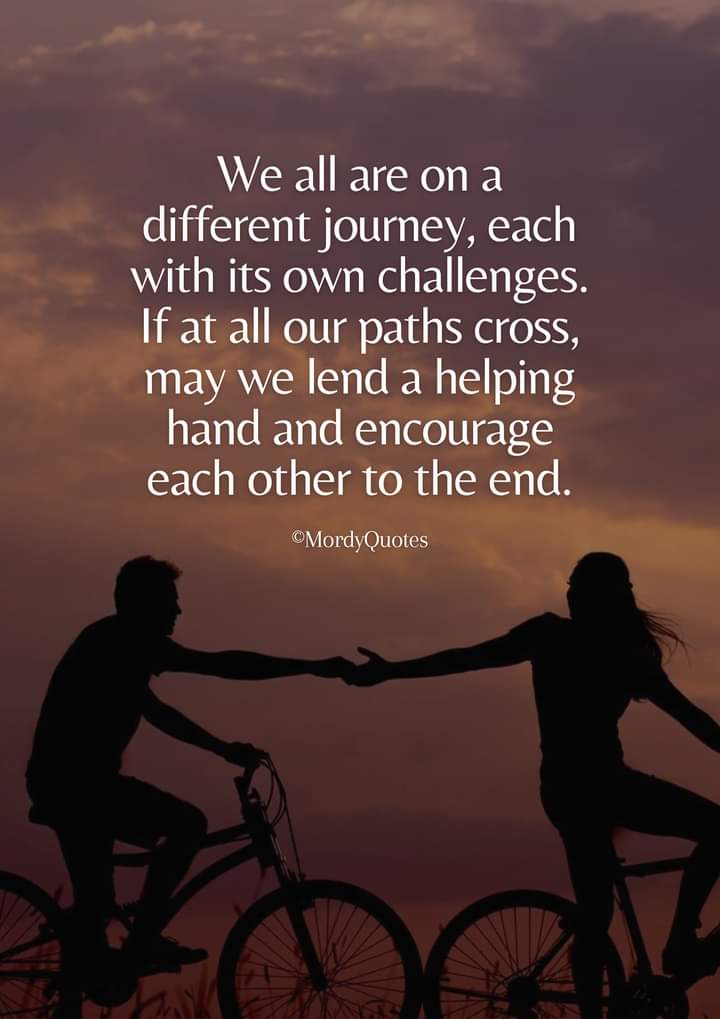 We all are on a
different journey, each
with its own challenges.
If at all our paths cross,
may we lend a helping
hand and encourage
each other to the end.
©MordyQuotes